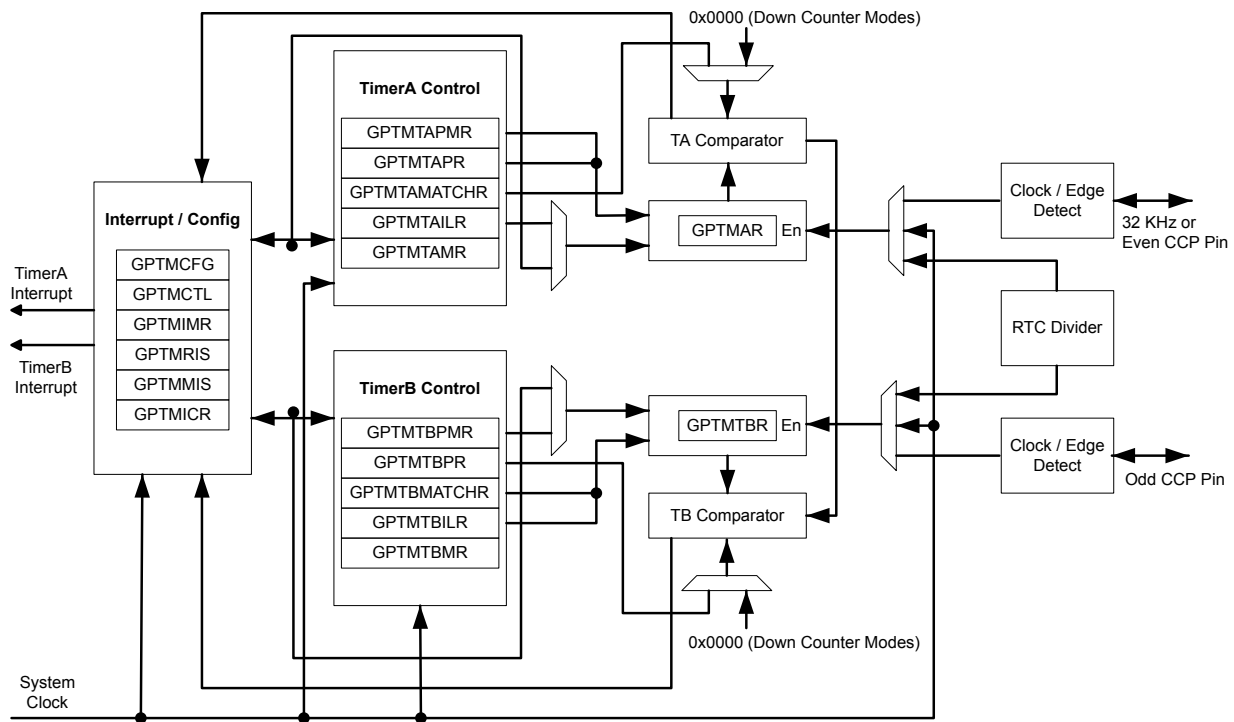 0x0000 (Down Counter Modes)
TimerA Control
GPTMTAPMR
GPTMTAPR
GPTMTAMATCHR
GPTMTAILR
GPTMTAMR
TA Comparator
GPTMAR
En
Clock / Edge
Detect
32 KHz or
Even CCP Pin
Interrupt / Config
GPTMCFG
GPTMCTL
GPTMIMR
GPTMRIS
GPTMMIS
GPTMICR
TimerA
Interrupt
TimerB
Interrupt
RTC Divider
TimerB Control
GPTMTBPMR
GPTMTBPR
GPTMTBMATCHR
GPTMTBILR
GPTMTBMR
GPTMTBR
En
TB Comparator
Clock / Edge
Detect
Odd CCP Pin
0x0000 (Down Counter Modes)
System
Clock